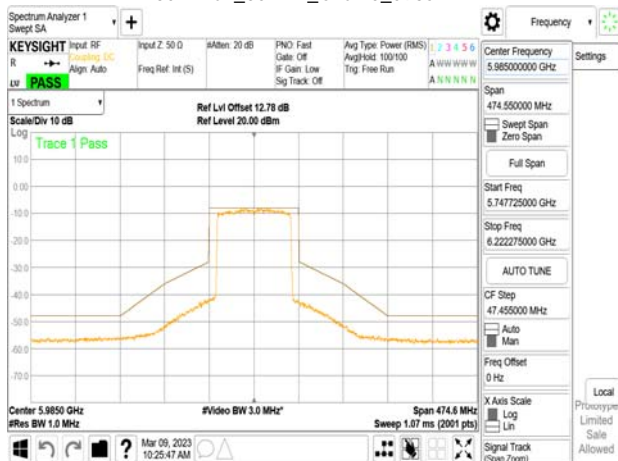 Spectrum Analyzer 1
Swept SA
Frequency
KEYSIGHT
Input: RF
Coupling: DC
Align: Auto
Input Z: 50 Ω
Freq Ref: Int (S)
#Atten: 20 dB
PNO: Fast
Gate: Off
IF Gain: Low
Sig Track: Off
Avg Type: Power (RMS)
Avg|Hold: 100/100
Trig: Free Run
1 2 3 4 5 6
A W W W W W
A N N N N N
R
PASS
1 Spectrum
Scale/Div 10 dB
Ref Lvl Offset 12.78 dB
Ref Level 20.00 dBm
Log
Trace 1 Pass
10.0
0.00
-10.0
-20.0
-30.0
-40.0
-50.0
-60.0
-70.0
Center 5.9850 GHz
#Res BW 1.0 MHz
#Video BW 3.0 MHz*
Span 474.6 MHz
Sweep 1.07 ms (2001 pts)
Mar 09, 2023
10:25:47 AM
Center Frequency
5.985000000 GHz
Settings
Span
474.550000 MHz
Swept Span
Zero Span
Full Span
Start Freq
5.747725000 GHz
Stop Freq
6.222275000 GHz
AUTO TUNE
CF Step
47.455000 MHz
Auto
Man
Freq Offset
0 Hz
X Axis Scale
Log
Lin
Signal Track
(Span Zoom)
Local
Prototype
Limited
Sale
Allowed